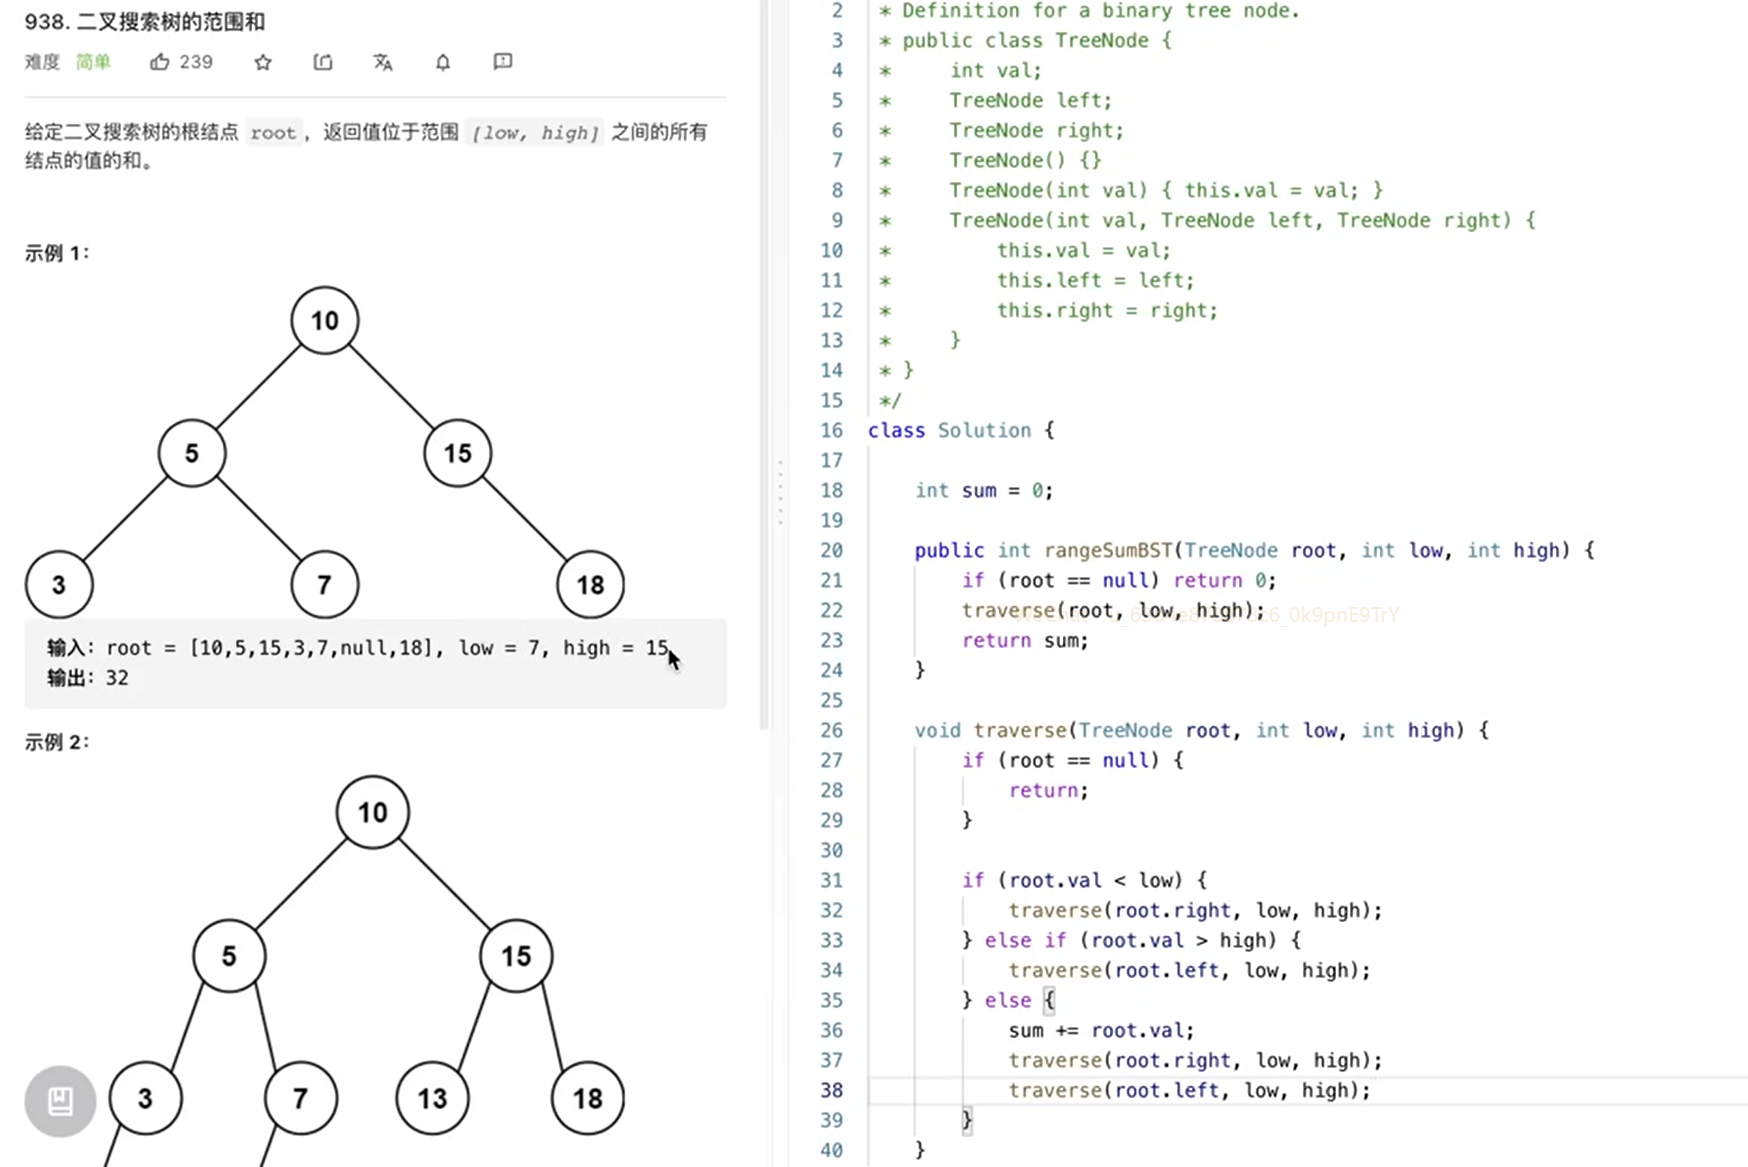 938. 二叉搜索树的范围和
难度 简单 239
给定二叉搜索树的根结点 root，返回值位于范围 [low, high] 之间的所有
结点的值的和。
示例 1：
10
5 15
3 7 18
输入：root = [10,5,15,3,7,null,18], low = 7, high = 15
输出：32
示例 2：
10
5 15
3 7 13 18
2 * Definition for a binary tree node.
3 * public class TreeNode {
4 *     int val;
5 *     TreeNode left;
6 *     TreeNode right;
7 *     TreeNode() {}
8 *     TreeNode(int val) { this.val = val; }
9 *     TreeNode(int val, TreeNode left, TreeNode right) {
10 *         this.val = val;
11 *         this.left = left;
12 *         this.right = right;
13 *     }
14 * }
15 */
16 class Solution {
17
18     int sum = 0;
19
20     public int rangeSumBST(TreeNode root, int low, int high) {
21         if (root == null) return 0;
22         traverse(root, low, high);
23         return sum;
24     }
25
26     void traverse(TreeNode root, int low, int high) {
27         if (root == null) {
28             return;
29         }
30
31         if (root.val < low) {
32             traverse(root.right, low, high);
33         } else if (root.val > high) {
34             traverse(root.left, low, high);
35         } else {
36             sum += root.val;
37             traverse(root.right, low, high);
38             traverse(root.left, low, high);
39         }
40     }